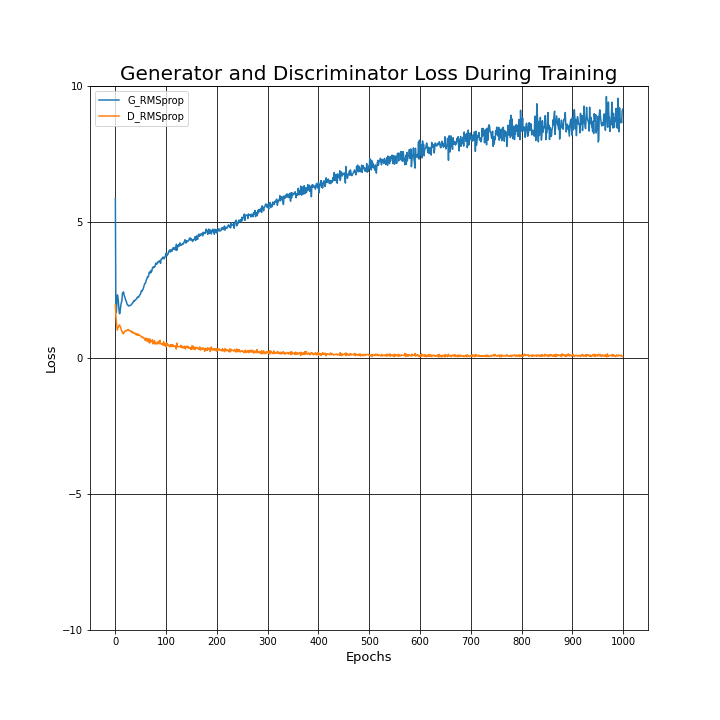 Generator and Discriminator Loss During Training
G_RMSprop
D_RMSprop
10
5
0
−5
−10
Loss
0 100 200 300 400 500 600 700 800 900 1000
Epochs